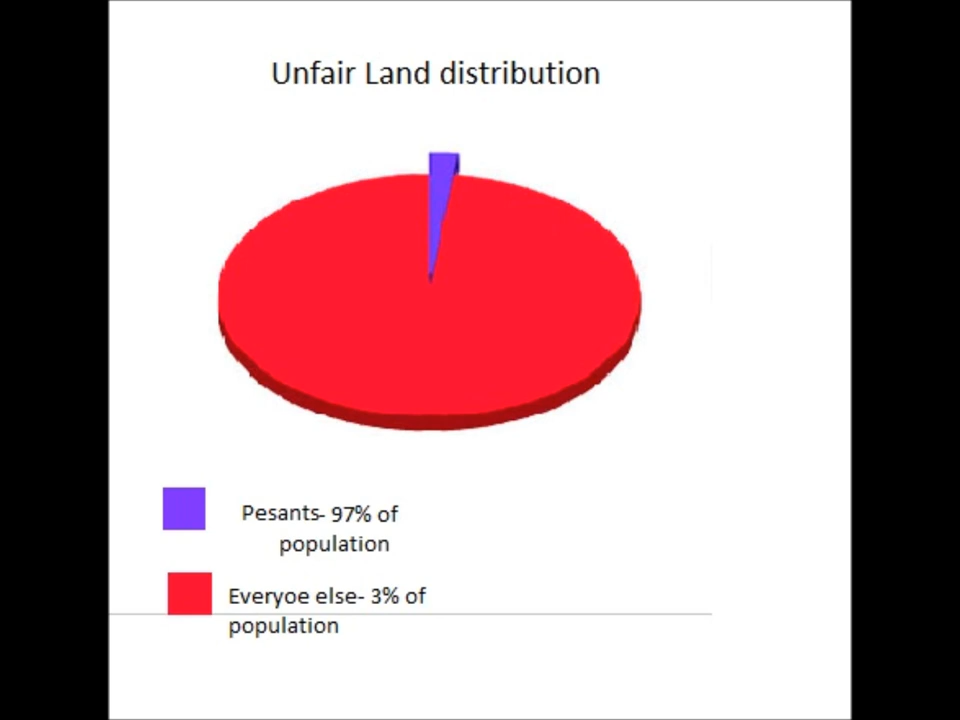 Unfair Land distribution
Pesants- 97% of
population
Everyoe else- 3% of
population